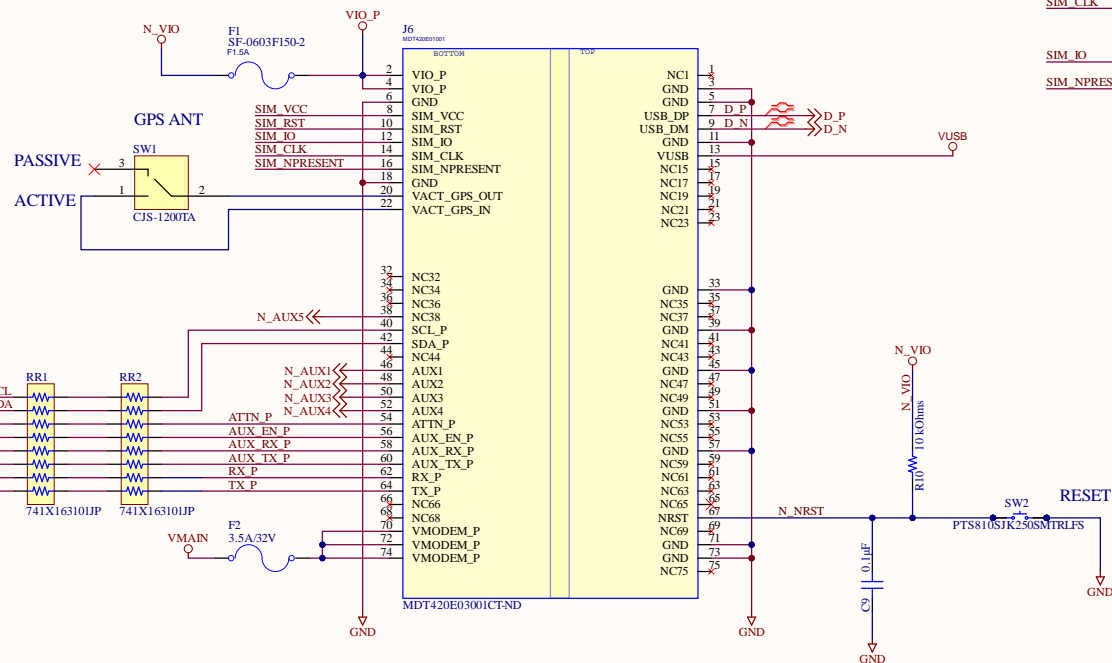 SIM_CLK
VIO_P
N_VIO
F1
SF-0603F150-2
F1.5A
J6
MDT420E01001
BOTTOM
TOP
SIM_IO
SIM_NPRES
2 VIO_P
4 VIO_P
6 GND
SIM_VCC 8 SIM_VCC
SIM_RST 10 SIM_RST
SIM_IO 12 SIM_IO
SIM_CLK 14 SIM_CLK
SIM_NPRESENT 16 SIM_NPRESENT
18 GND
20 VACT_GPS_OUT
22 VACT_GPS_IN
GPS ANT
SW1
PASSIVE 3
ACTIVE 1 2
CJS-1200TA
32 NC32
34 NC34
36 NC36
N_AUX5 38 NC38
40 SCL_P
42 SDA_P
44 NC44
N_AUX1 46 AUX1
N_AUX2 48 AUX2
N_AUX3 50 AUX3
N_AUX4 52 AUX4
ATTN_P 54 ATTN_P
AUX_EN_P 56 AUX_EN_P
AUX_RX_P 58 AUX_RX_P
AUX_TX_P 60 AUX_TX_P
RX_P 62 RX_P
TX_P 64 TX_P
66 NC66
68 NC68
70 VMODEM_P
72 VMODEM_P
74 VMODEM_P
RR1
RR2
CL
DA
741X163101JP
741X163101JP
VMAIN
F2
3.5A/32V
MDT420E03001CT-ND
GND
NC1 1
GND 3
GND 5
USB_DP 7 D_P D_P
USB_DM 9 D_N D_N
GND 11
VUSB 13
VUSB
NC15 15
NC17 17
NC19 19
NC21 21
NC23 23
GND 33
NC35 35
NC37 37
GND 39
NC41 41
NC43 43
GND 45
NC47 47
NC49 49
GND 51
NC53 53
NC55 55
GND 57
NC59 59
NC61 61
NC63 63
NC65 65
NRST 67 N_NRST
NC69 69
GND 71
GND 73
NC75 75
GND
N_VIO
N_VIO
10 kOhms
R10
SW2
RESET
PTS810SJK250SMTRLFS
0.1µF
C9
GND
GND